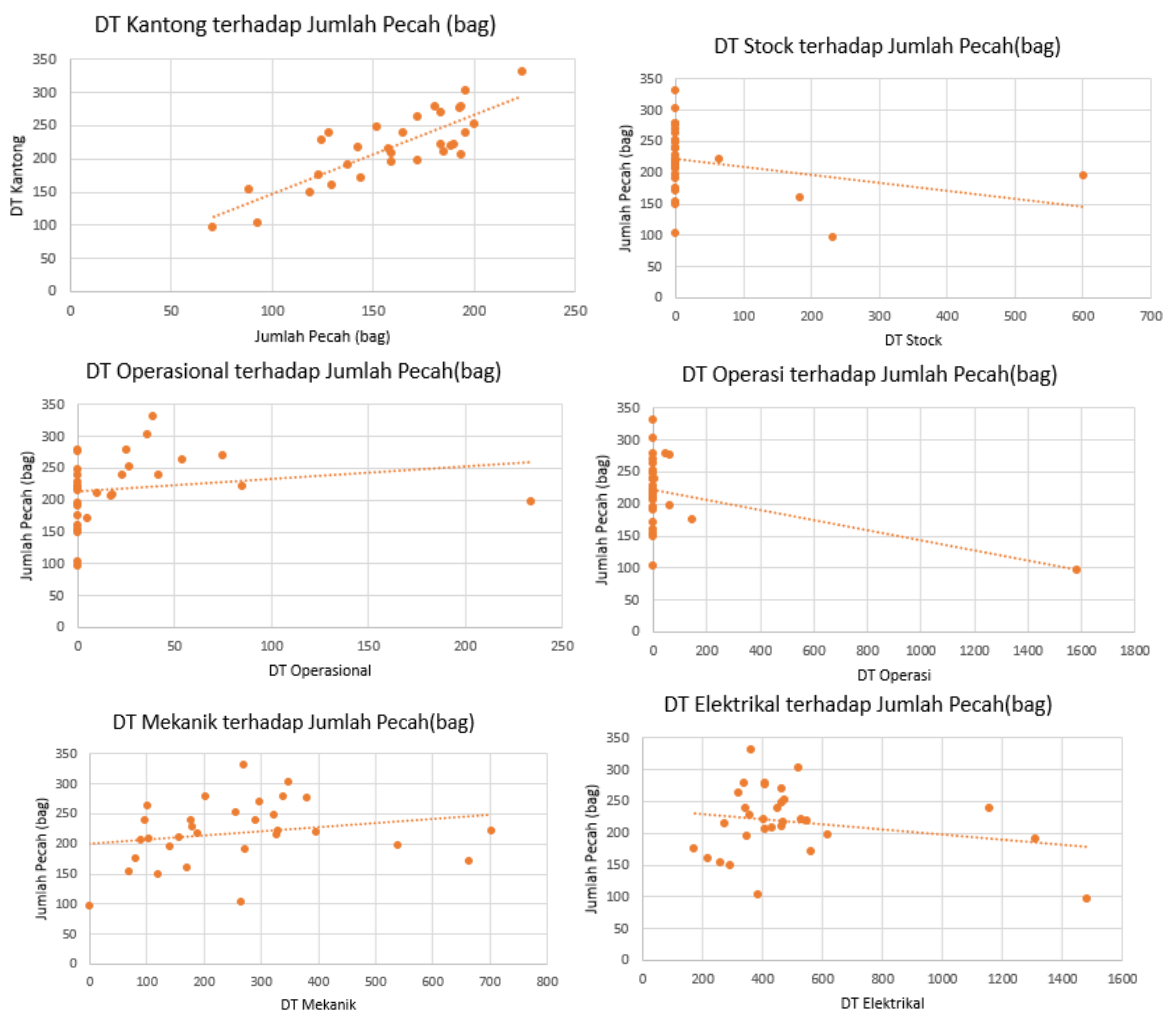 DT Kantong terhadap Jumlah Pecah (bag)
350
300
250
200
150
100
50
0
DT Kantong
0 50 100 150 200 250
Jumlah Pecah (bag)
DT Stock terhadap Jumlah Pecah(bag)
350
300
250
200
150
100
50
0
Jumlah Pecah (bag)
0 100 200 300 400 500 600 700
DT Stock
DT Operasional terhadap Jumlah Pecah(bag)
350
300
250
200
150
100
50
0
Jumlah Pecah (bag)
0 50 100 150 200 250
DT Operasional
DT Operasi terhadap Jumlah Pecah(bag)
350
300
250
200
150
100
50
0
Jumlah Pecah (bag)
0 200 400 600 800 1000 1200 1400 1600 1800
DT Operasi
DT Mekanik terhadap Jumlah Pecah(bag)
350
300
250
200
150
100
50
0
Jumlah Pecah (bag)
0 100 200 300 400 500 600 700 800
DT Mekanik
DT Elektrikal terhadap Jumlah Pecah(bag)
350
300
250
200
150
100
50
0
Jumlah Pecah (bag)
0 200 400 600 800 1000 1200 1400 1600
DT Elektrikal